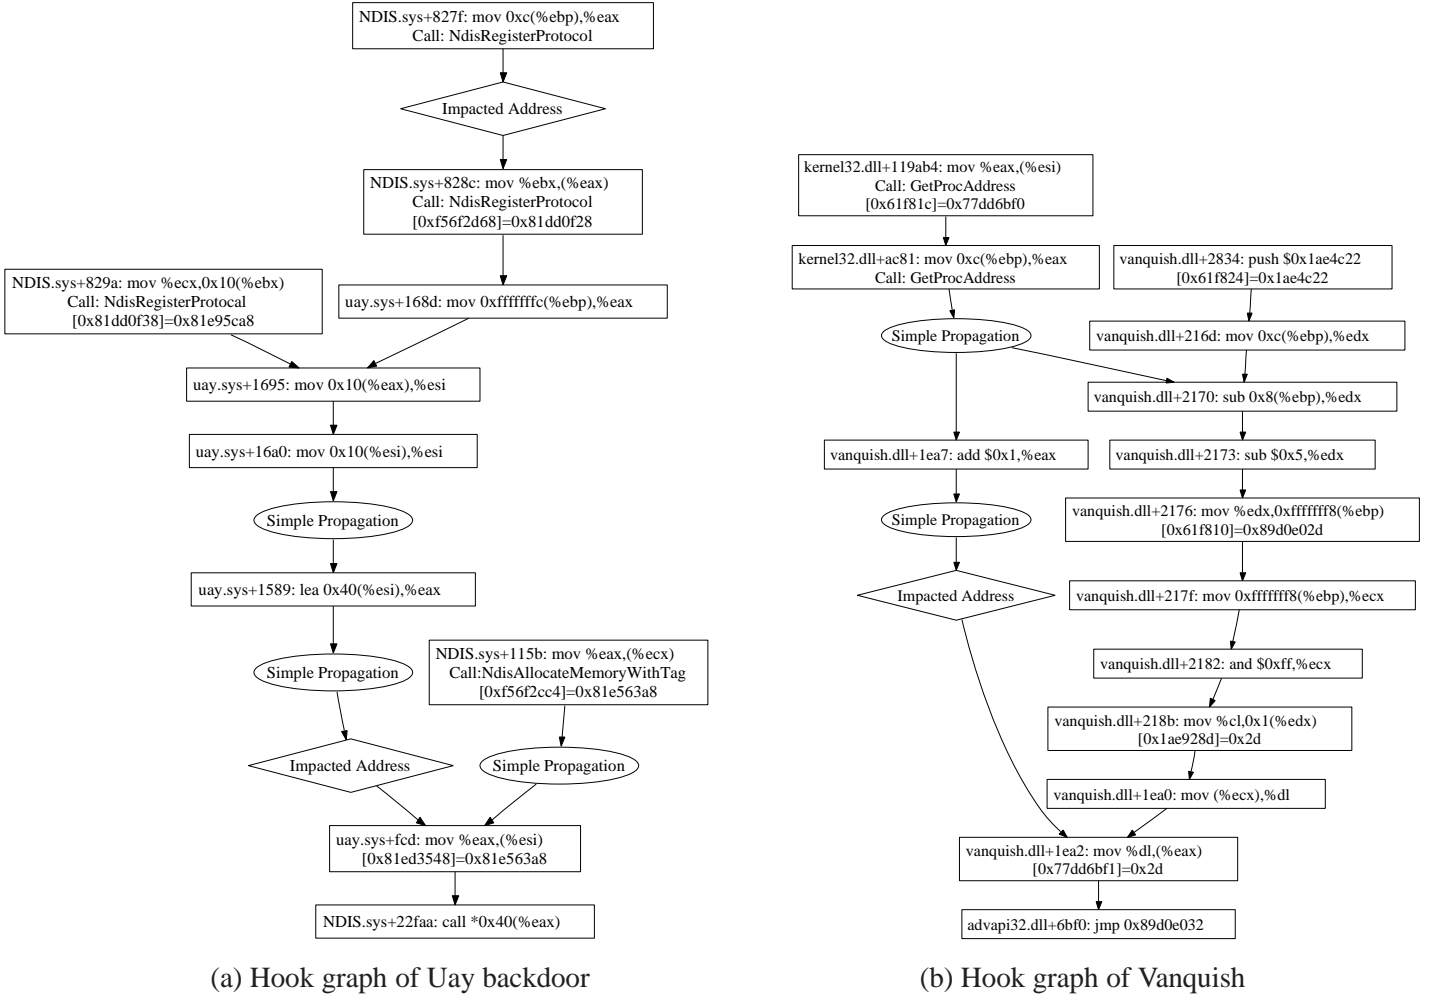 NDIS.sys+827f: mov 0xc(%ebp),%eax
Call: NdisRegisterProtocol
Impacted Address
NDIS.sys+828c: mov %ebx,(%eax)
Call: NdisRegisterProtocol
[0xf56f2d68]=0x81dd0f28
NDIS.sys+829a: mov %ecx,0x10(%ebx)
Call: NdisRegisterProtocal
[0x81dd0f38]=0x81e95ca8
uay.sys+168d: mov 0xfffffffc(%ebp),%eax
uay.sys+1695: mov 0x10(%eax),%esi
uay.sys+16a0: mov 0x10(%esi),%esi
Simple Propagation
uay.sys+1589: lea 0x40(%esi),%eax
Simple Propagation
NDIS.sys+115b: mov %eax,(%ecx)
Call:NdisAllocateMemoryWithTag
[0xf56f2cc4]=0x81e563a8
Impacted Address
Simple Propagation
uay.sys+fcd: mov %eax,(%esi)
[0x81ed3548]=0x81e563a8
NDIS.sys+22faa: call *0x40(%eax)
(a) Hook graph of Uay backdoor
kernel32.dll+119ab4: mov %eax,(%esi)
Call: GetProcAddress
[0x61f81c]=0x77dd6bf0
kernel32.dll+ac81: mov 0xc(%ebp),%eax
Call: GetProcAddress
vanquish.dll+2834: push $0x1ae4c22
[0x61f824]=0x1ae4c22
Simple Propagation
vanquish.dll+216d: mov 0xc(%ebp),%edx
vanquish.dll+2170: sub 0x8(%ebp),%edx
vanquish.dll+1ea7: add $0x1,%eax
vanquish.dll+2173: sub $0x5,%edx
Simple Propagation
vanquish.dll+2176: mov %edx,0xfffffff8(%ebp)
[0x61f810]=0x89d0e02d
Impacted Address
vanquish.dll+217f: mov 0xfffffff8(%ebp),%ecx
vanquish.dll+2182: and $0xff,%ecx
vanquish.dll+218b: mov %cl,0x1(%edx)
[0x1ae928d]=0x2d
vanquish.dll+1ea0: mov (%ecx),%dl
vanquish.dll+1ea2: mov %dl,(%eax)
[0x77dd6bf1]=0x2d
advapi32.dll+6bf0: jmp 0x89d0e032
(b) Hook graph of Vanquish